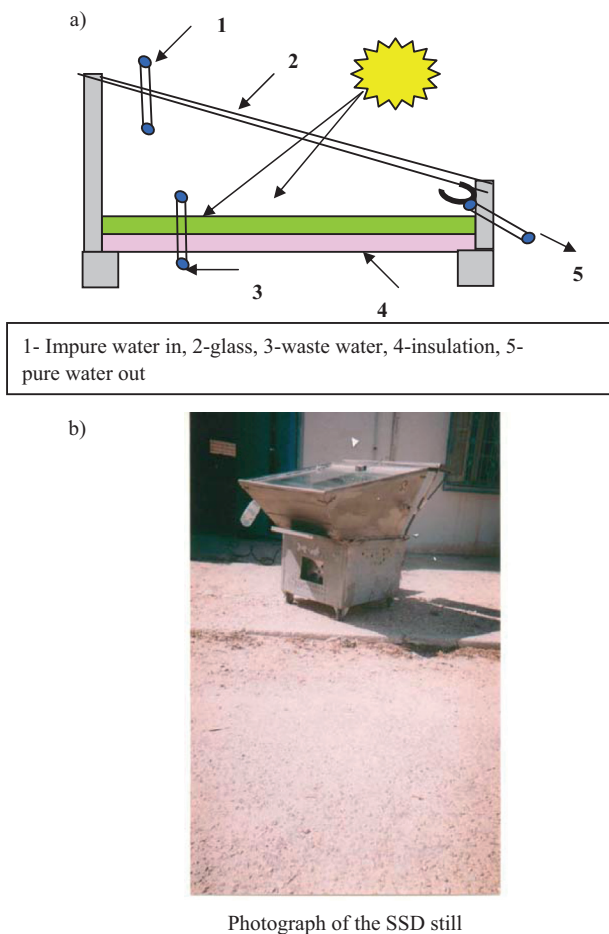 a)
1
2
3
4
5
1- Impure water in, 2-glass, 3-waste water, 4-insulation, 5-
pure water out
b)
Photograph of the SSD still